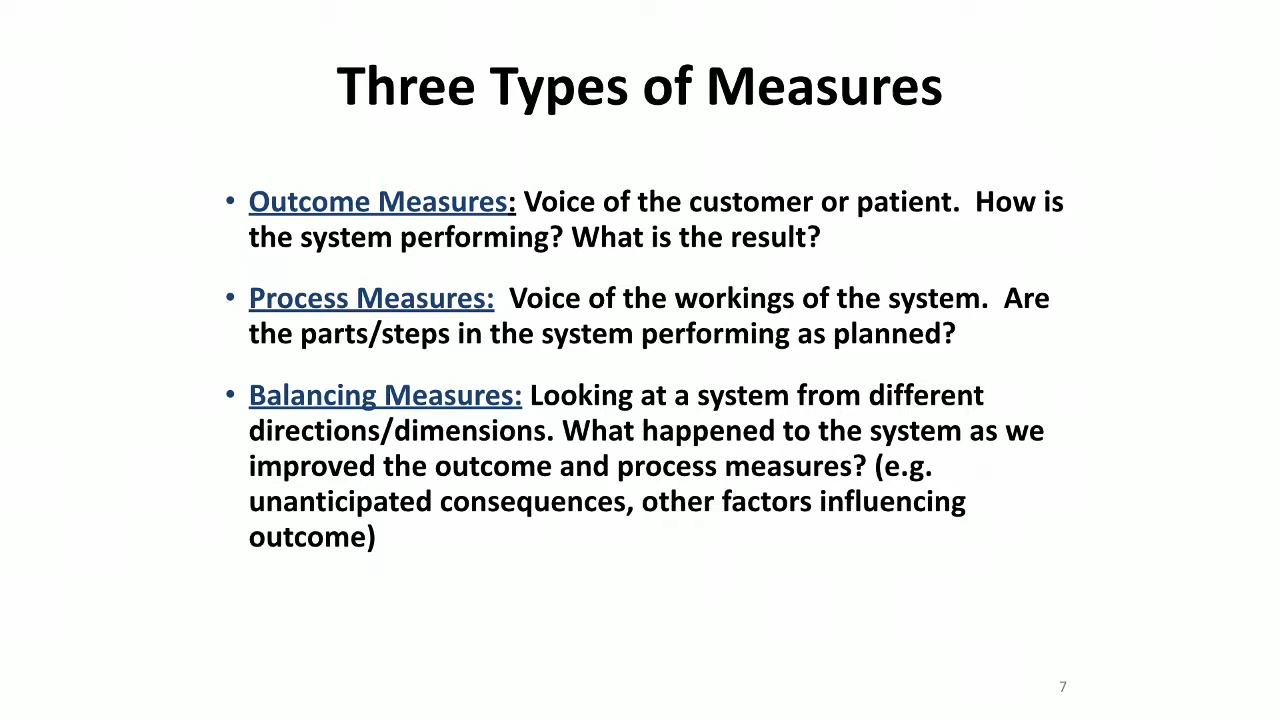 Three Types of Measures
• Outcome Measures: Voice of the customer or patient.  How is
the system performing? What is the result?
• Process Measures:  Voice of the workings of the system.  Are
the parts/steps in the system performing as planned?
• Balancing Measures: Looking at a system from different
directions/dimensions. What happened to the system as we
improved the outcome and process measures? (e.g.
unanticipated consequences, other factors influencing
outcome)
7